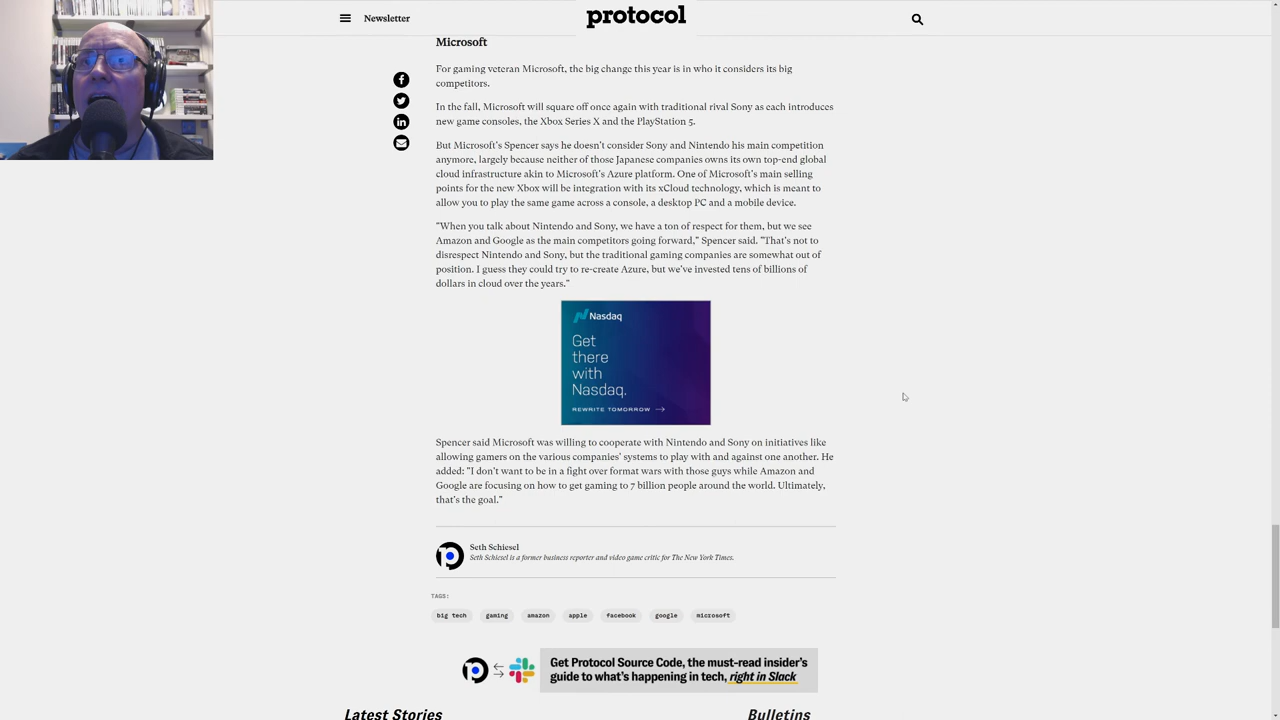 Newsletter
protocol
Microsoft
For gaming veteran Microsoft, the big change this year is in who it considers its big
competitors.
In the fall, Microsoft will square off once again with traditional rival Sony as each introduces
new game consoles, the Xbox Series X and the PlayStation 5.
But Microsoft's Spencer says he doesn't consider Sony and Nintendo his main competition
anymore, largely because neither of those Japanese companies owns its own top-end global
cloud infrastructure akin to Microsoft's Azure platform. One of Microsoft's main selling
points for the new Xbox will be integration with its xCloud technology, which is meant to
allow you to play the same game across a console, a desktop PC and a mobile device.
"When you talk about Nintendo and Sony, we have a ton of respect for them, but we see
Amazon and Google as the main competitors going forward," Spencer said. "That's not to
disrespect Nintendo and Sony, but the traditional gaming companies are somewhat out of
position. I guess they could try to re-create Azure, but we've invested tens of billions of
dollars in cloud over the years."
Nasdaq
Get
there
with
Nasdaq.
REWRITE TOMORROW
Spencer said Microsoft was willing to cooperate with Nintendo and Sony on initiatives like
allowing gamers on the various companies' systems to play with and against one another. He
added: "I don't want to be in a fight over format wars with those guys while Amazon and
Google are focusing on how to get gaming to 7 billion people around the world. Ultimately,
that's the goal."
Seth Schiesel
Seth Schiesel is a former business reporter and video game critic for The New York Times.
TAGS:
big tech gaming amazon apple facebook google microsoft
Get Protocol Source Code, the must-read insider's
guide to what's happening in tech, right in Slack
Latest Stories
Bulletins